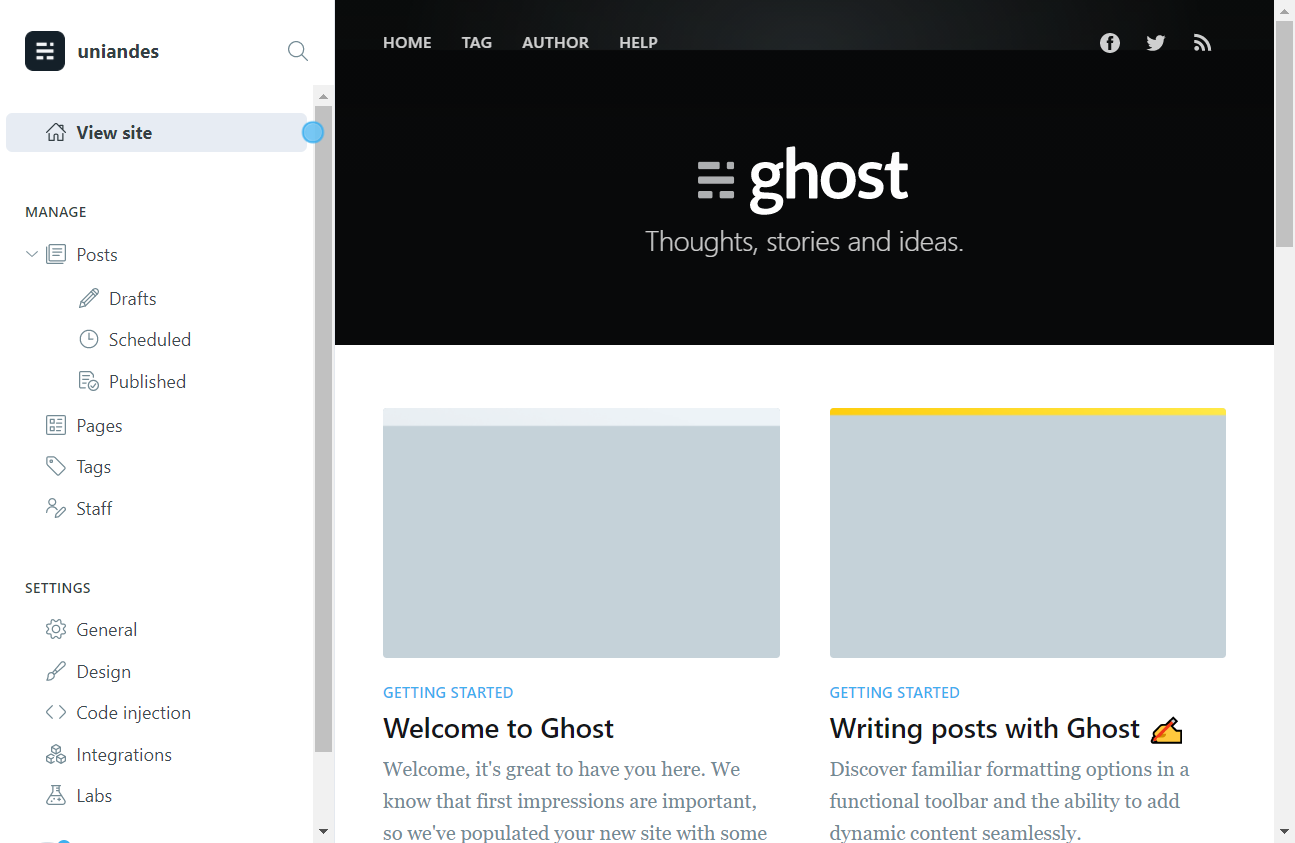 uniandes
View site
MANAGE
Posts
Drafts
Scheduled
Published
Pages
Tags
Staff
SETTINGS
General
Design
Code injection
Integrations
Labs
HOME TAG AUTHOR HELP
ghost
Thoughts, stories and ideas.
GETTING STARTED
Welcome to Ghost
Welcome, it's great to have you here. We
know that first impressions are important,
so we've populated your new site with some
GETTING STARTED
Writing posts with Ghost ✍️
Discover familiar formatting options in a
functional toolbar and the ability to add
dynamic content seamlessly.